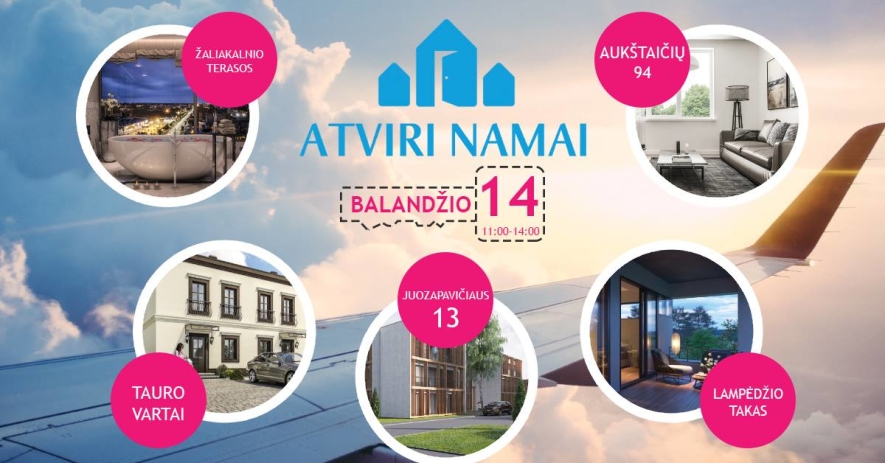 ŽALIAKALNIO
TERASOS
AUKŠTAIČIŲ
94
ATVIRI NAMAI
BALANDŽIO
14
11:00-14:00
JUOZAPAVIČIAUS
13
TAURO
VARTAI
LAMPĖDŽIO
TAKAS